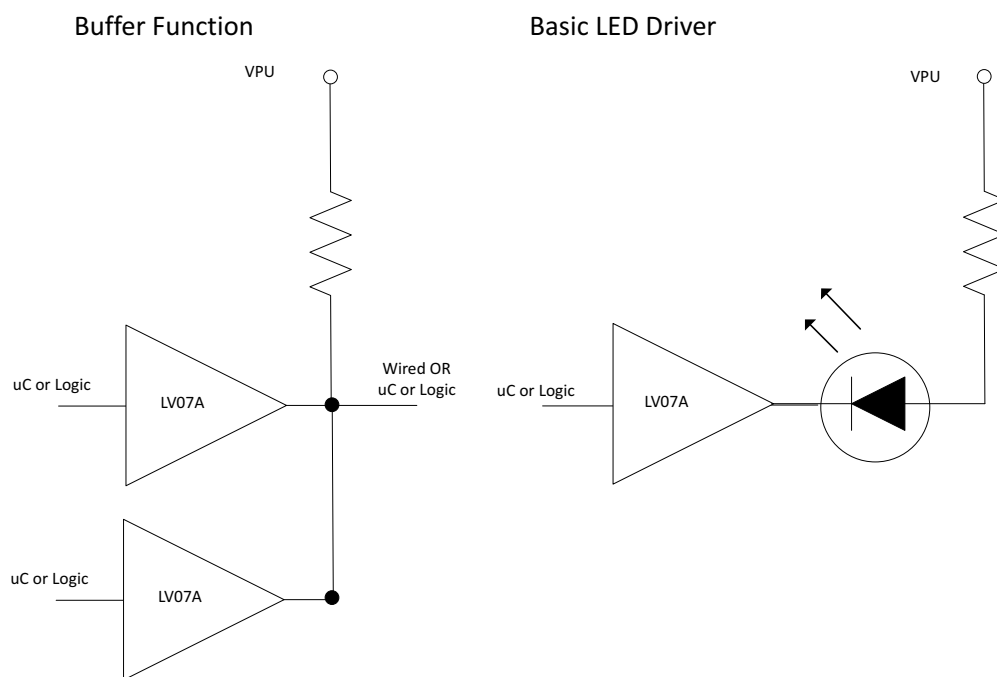 Buffer Function
VPU
uC or Logic
LV07A
Wired OR
uC or Logic
uC or Logic
LV07A
Basic LED Driver
VPU
uC or Logic
LV07A